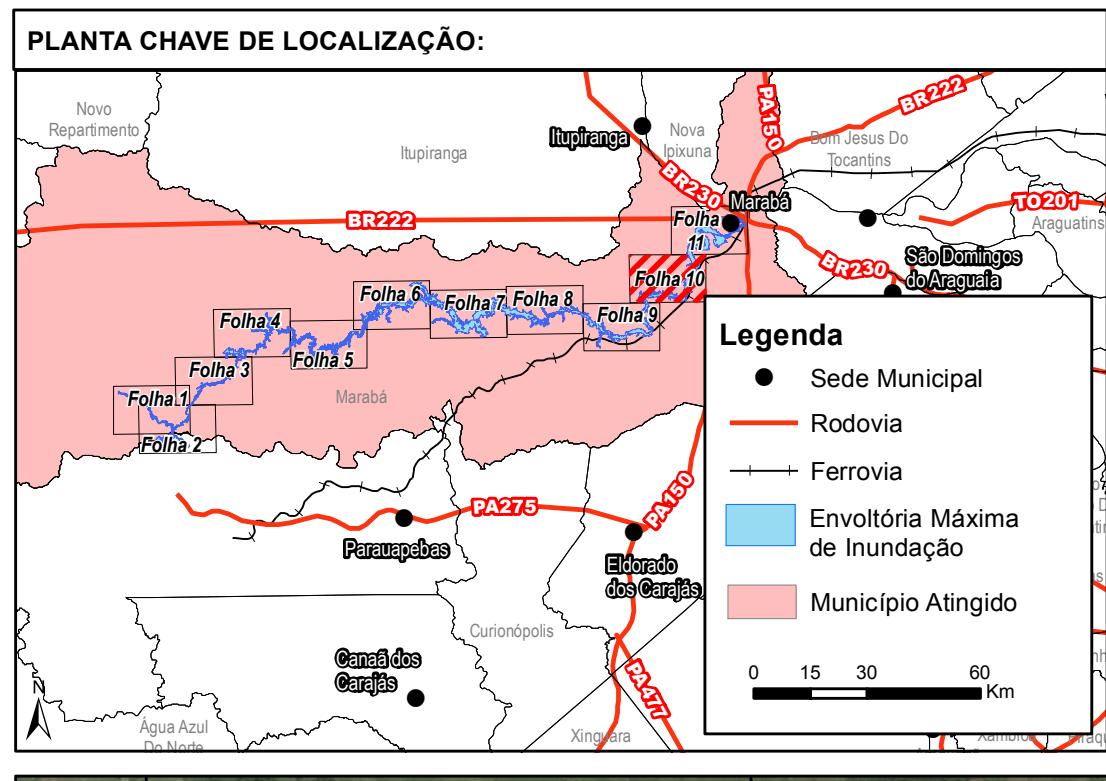 PLANTA CHAVE DE LOCALIZAÇÃO:
Novo
Repartimento
Itupiranga
Itupiranga
Nova
Ipixuna
PA150
BR222
Bom Jesus Do
Tocantins
BR230
Marabá
TO201
Araguatins
BR222
Folha
11
BR230
São Domingos
do Araguaia
Folha 10
Folha 6
Folha 7
Folha 8
Folha 9
Folha 4
Folha 5
Folha 3
Folha 1
Folha 2
Marabá
PA275
PA150
Parauapebas
Eldorado
dos Carajás
Curionópolis
Canaã dos
Carajás
PA477
Água Azul
Do Norte
Xinguara
N
Legenda
Sede Municipal
Rodovia
Ferrovia
Envoltória Máxima
de Inundação
Município Atingido
0 15 30 60
Km